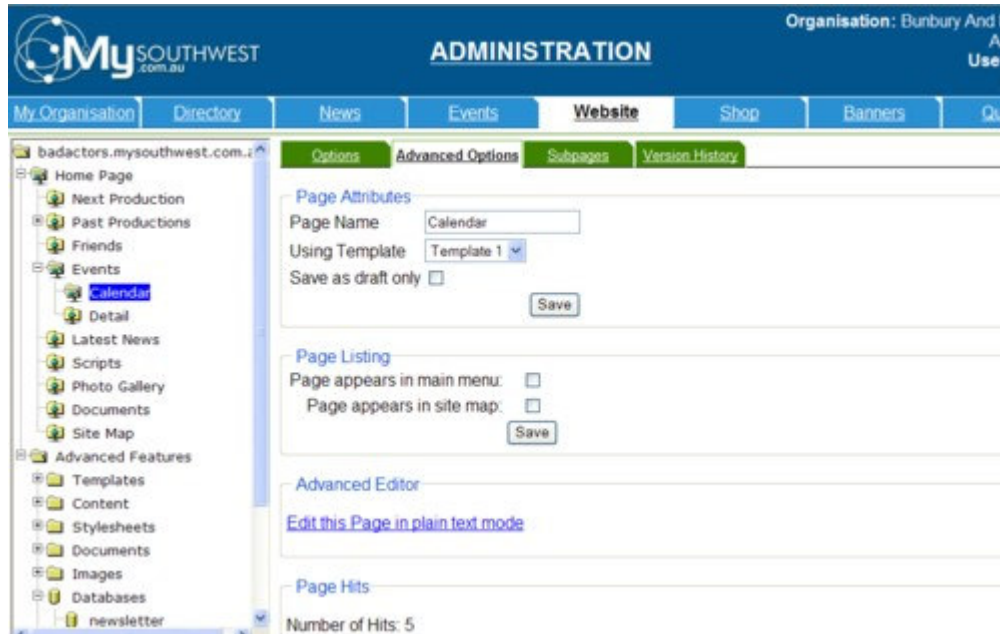 MySOUTHWEST
.com.au
ADMINISTRATION
Organisation: Bunbury And
A
Use
My Organisation
Directory
News
Events
Website
Shop
Banners
Qu
badactors.mysouthwest.com.a
Home Page
Next Production
Past Productions
Friends
Events
Calendar
Detail
Latest News
Scripts
Photo Gallery
Documents
Site Map
Advanced Features
Templates
Content
Stylesheets
Documents
Images
Databases
newsletter
Options
Advanced Options
Subpages
Version History
Page Attributes
Page Name Calendar
Using Template Template 1
Save as draft only
Save
Page Listing
Page appears in main menu:
Page appears in site map:
Save
Advanced Editor
Edit this Page in plain text mode
Page Hits
Number of Hits: 5